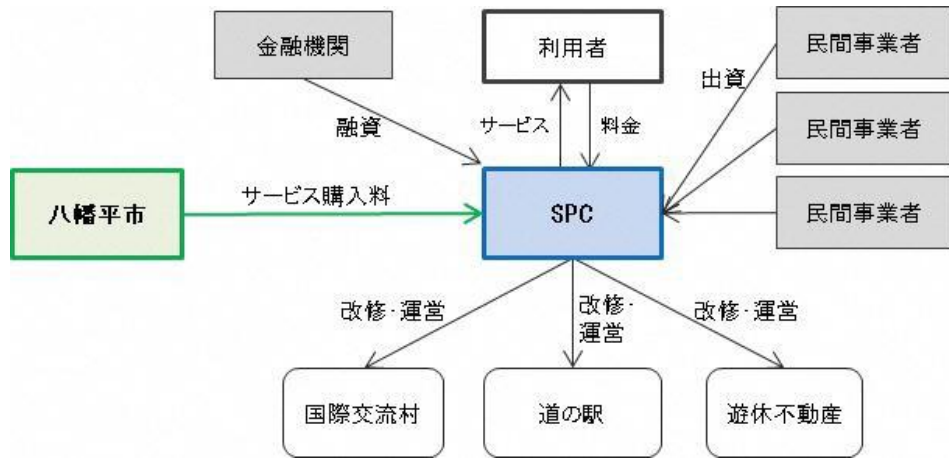 金融機関
利用者
民間事業者
出資
融資
サービス
料金
民間事業者
八幡平市
サービス購入料
SPC
民間事業者
改修・運営
改修・
運営
改修・運営
国際交流村
道の駅
遊休不動産